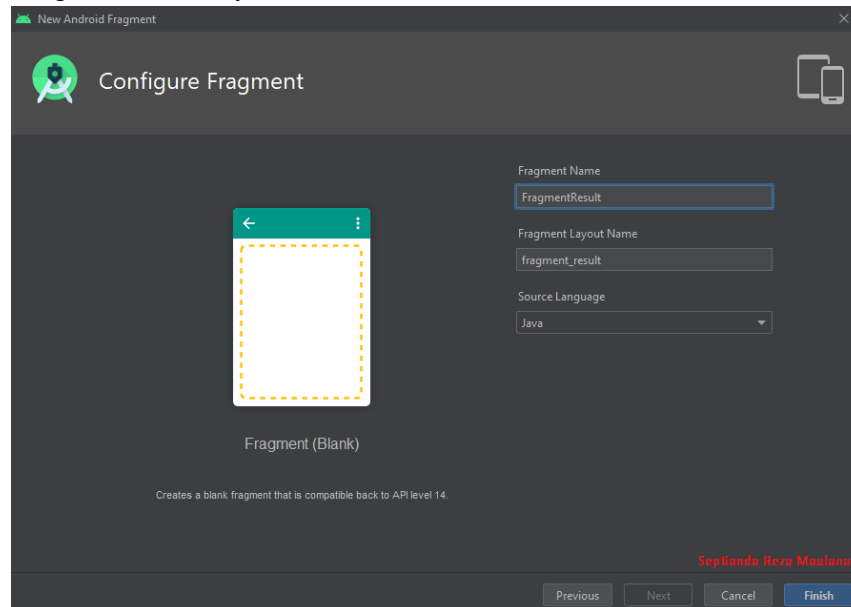 New Android Fragment
Configure Fragment
Fragment Name
FragmentResult
Fragment Layout Name
fragment_result
Source Language
Java
Fragment (Blank)
Creates a blank fragment that is compatible back to API level 14.
Septianda Reza Maulana
Previous Next Cancel Finish